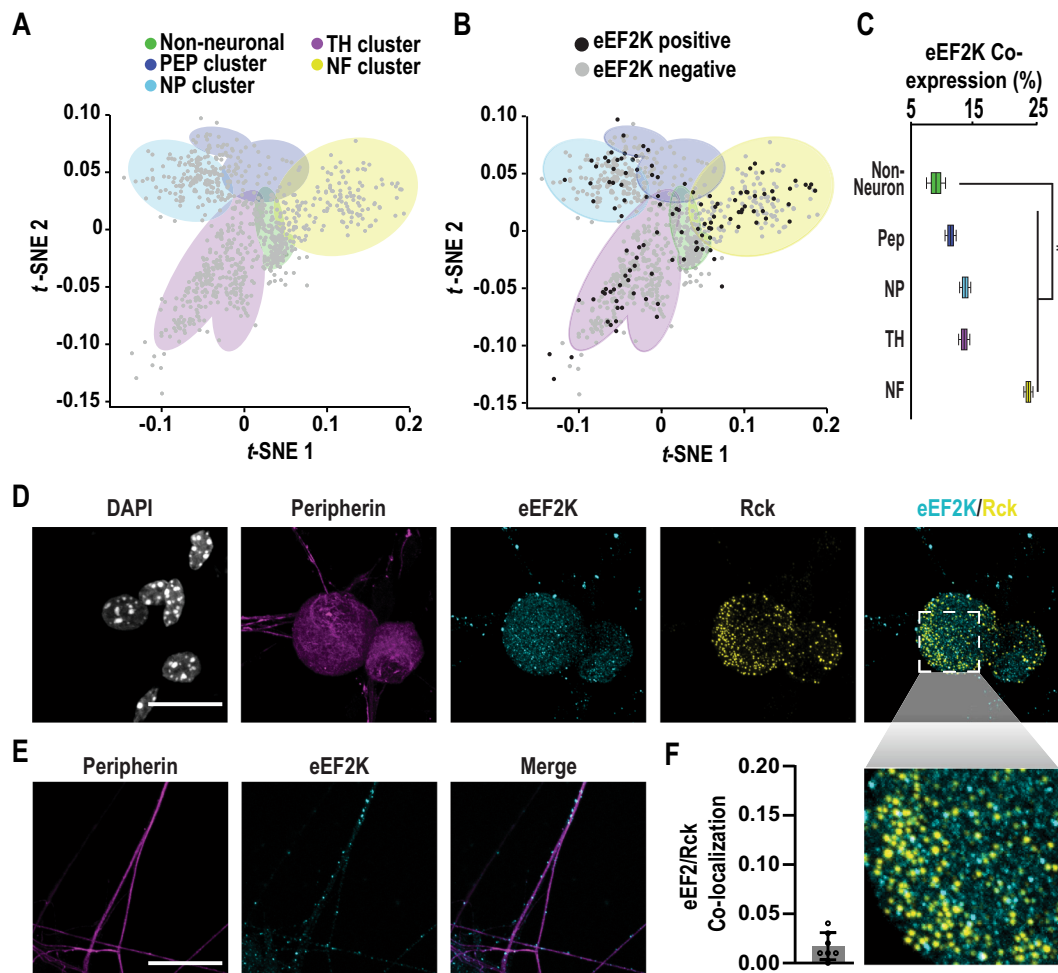 A
Non-neuronal
PEP cluster
NP cluster
TH cluster
NF cluster
t-SNE 2
0.10
0.05
0
-0.05
-0.10
-0.15
-0.1
0
0.1
0.2
t-SNE 1
B
eEF2K positive
eEF2K negative
t-SNE 2
0.10
0.05
0
-0.05
-0.10
-0.15
-0.1
0
0.1
0.2
t-SNE 1
C
eEF2K Co-
expression (%)
5
15
25
Non-
Neuron
Pep
NP
TH
NF
D
DAPI
Peripherin
eEF2K
Rck
eEF2K/Rck
E
Peripherin
eEF2K
Merge
F
eEF2/Rck
Co-localization
0.20
0.15
0.10
0.05
0.00